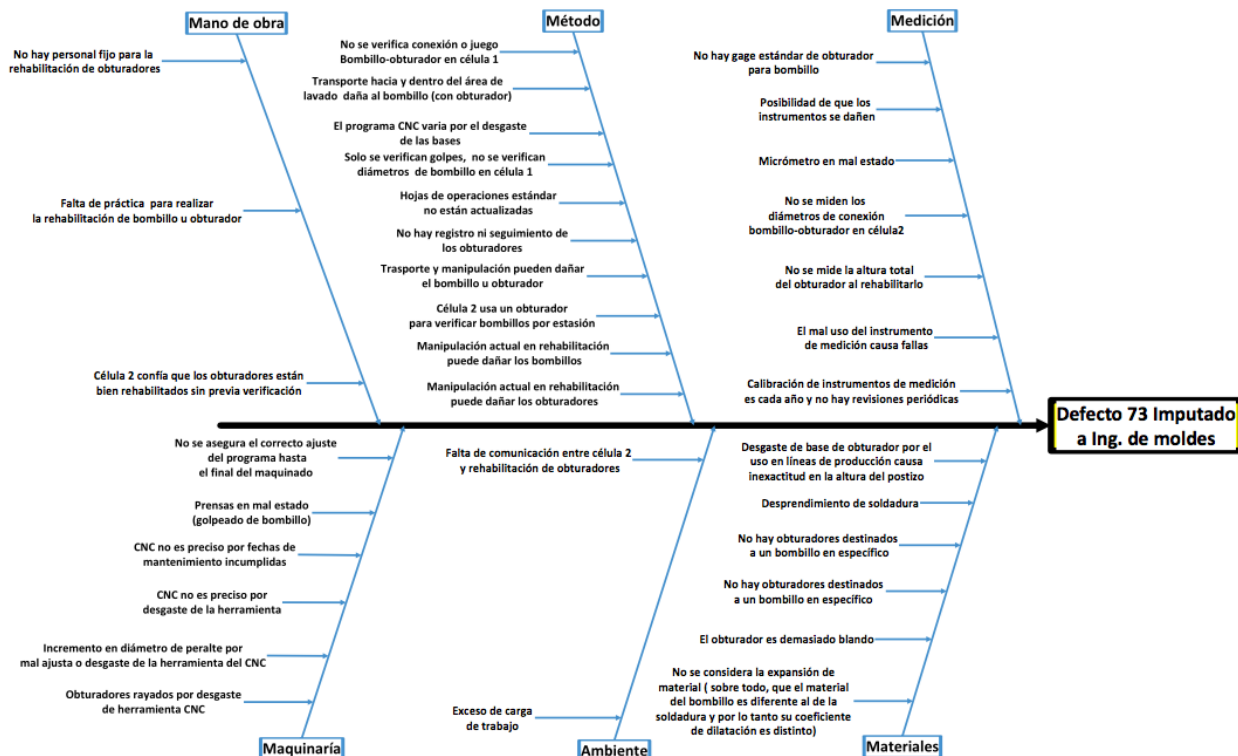 Mano de obra
No hay personal fijo para la
rehabilitación de obturadores
Falta de práctica  para realizar
la rehabilitación de bombillo u obturador
Célula 2 confía que los obturadores están
bien rehabilitados sin previa verificación
Método
No se verifica conexión o juego
Bombillo-obturador en célula 1
Transporte hacia y dentro del área de
lavado  daña al bombillo (con obturador)
El programa CNC varia por el desgaste
de las bases
Solo se verifican golpes,  no se verifican
diámetros  de bombillo en célula 1
Hojas de operaciones estándar
no están actualizadas
No hay registro ni seguimiento de
los obturadores
Trasporte y manipulación pueden dañar
el bombillo u obturador
Célula 2 usa un obturador
para verificar bombillos por estasión
Manipulación actual en rehabilitación
puede dañar los bombillos
Manipulación actual en rehabilitación
puede dañar los obturadores
Medición
No hay gage estándar de obturador
para bombillo
Posibilidad de que los
instrumentos se dañen
Micrómetro en mal estado
No se miden los
diámetros de conexión
bombillo-obturador en célula2
No se mide la altura total
del obturador al rehabilitarlo
El mal uso del instrumento
de medición causa fallas
Calibración de instrumentos de medición
es cada año y no hay revisiones periódicas
Defecto 73 Imputado
a Ing. de moldes
No se asegura el correcto ajuste
del programa hasta
el final del maquinado
Prensas en mal estado
(golpeado de bombillo)
CNC no es preciso por fechas de
mantenimiento incumplidas
CNC no es preciso por
desgaste de la herramienta
Incremento en diámetro de peralte por
mal ajusta o desgaste de la herramienta del CNC
Obturadores rayados por desgaste
de herramienta CNC
Maquinaría
Falta de comunicación entre célula 2
y rehabilitación de obturadores
Exceso de carga
de trabajo
Ambiente
Desgaste de base de obturador por el
uso en líneas de producción causa
inexactitud en la altura del postizo
Desprendimiento de soldadura
No hay obturadores destinados
a un bombillo en específico
No hay obturadores destinados
a un bombillo en específico
El obturador es demasiado blando
No se considera la expansión de
material ( sobre todo, que el material
del bombillo es diferente al de la
soldadura y por lo tanto su coeficiente
de dilatación es distinto)
Materiales